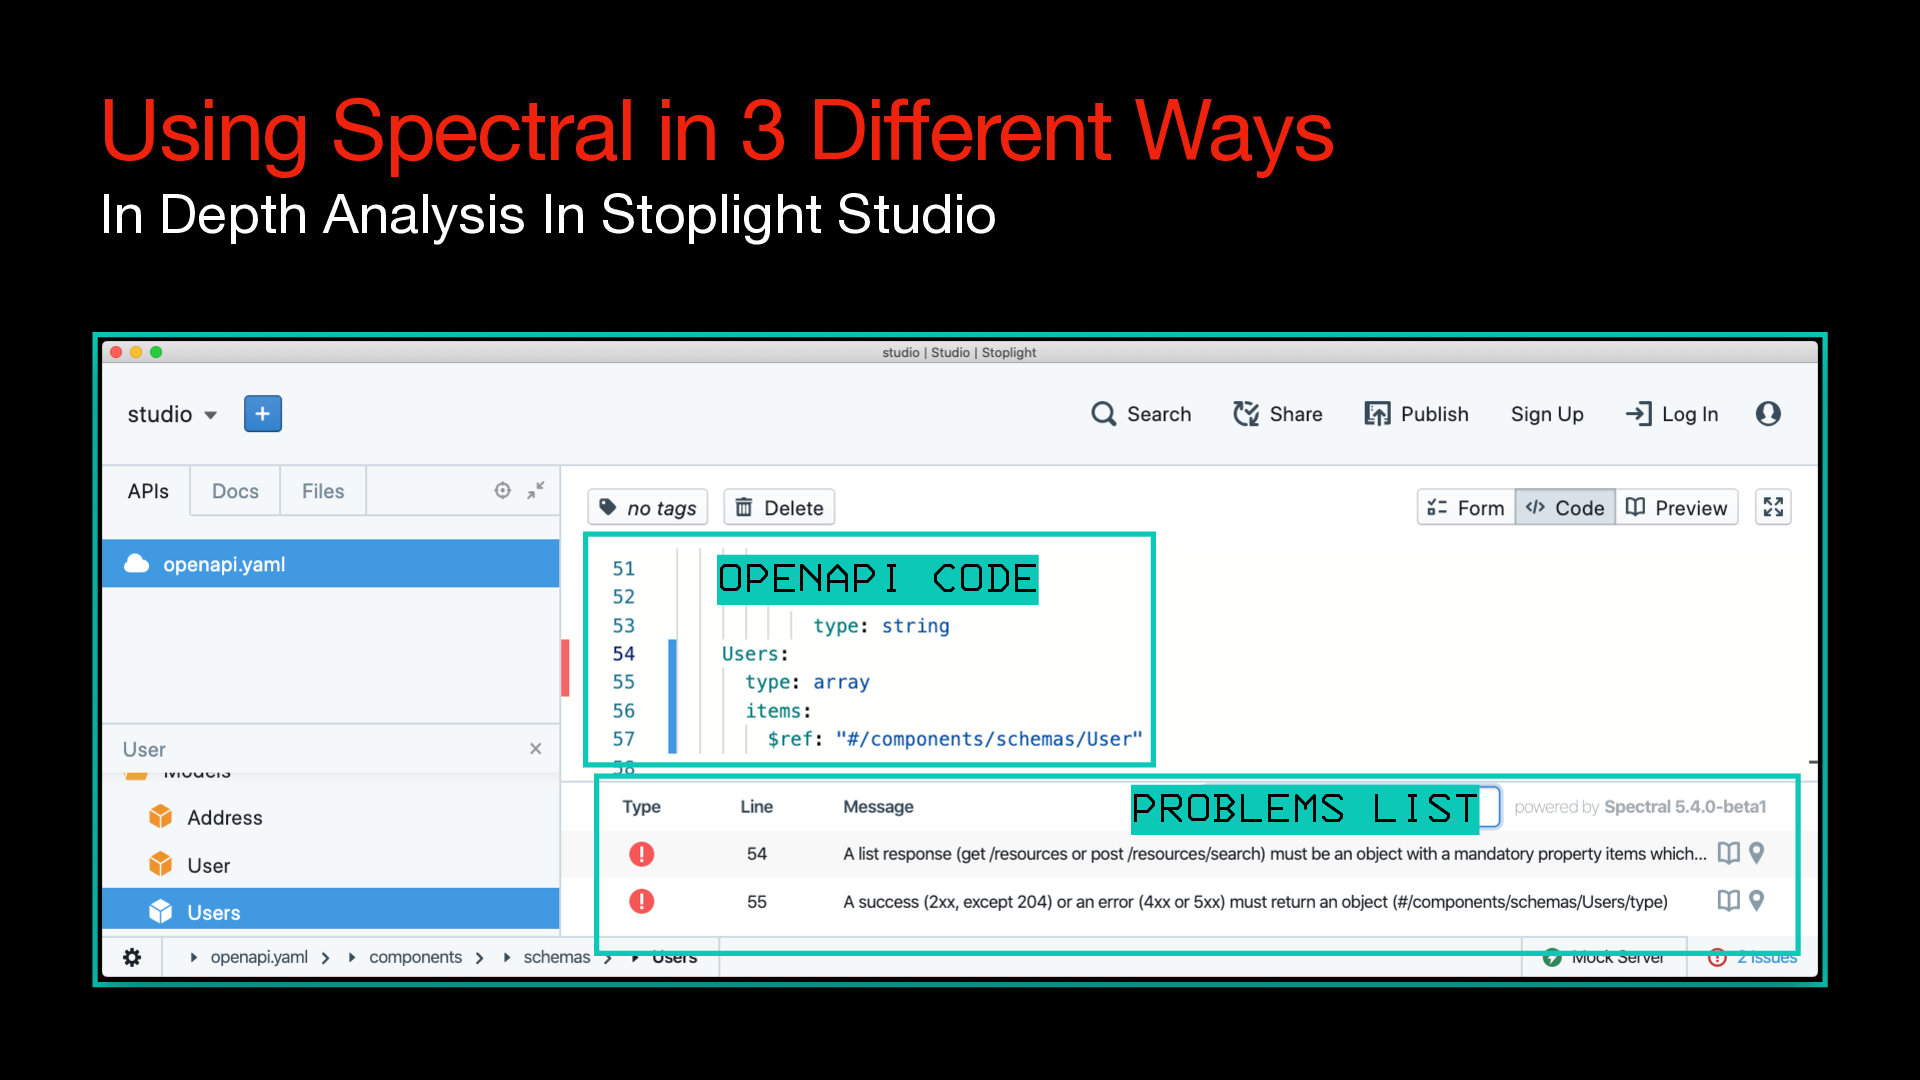 Using Spectral in 3 Different Ways
In Depth Analysis In Stoplight Studio
studio | Studio | Stoplight
studio
+
Search
Share
Publish
Sign Up
Log In
APIs
Docs
Files
no tags
Delete
Form
</> Code
Preview
openapi.yaml
OPENAPI CODE
51
52
53 type: string
54 Users:
55 type: array
56 items:
57 $ref: "#/components/schemas/User"
58
User
Models
Address
User
Users
PROBLEMS LIST
powered by Spectral 5.4.0-beta1
Type Line Message
54 A list response (get /resources or post /resources/search) must be an object with a mandatory property items which...
55 A success (2xx, except 204) or an error (4xx or 5xx) must return an object (#/components/schemas/Users/type)
openapi.yaml > components > schemas > Users
Mock Server
2 Issues